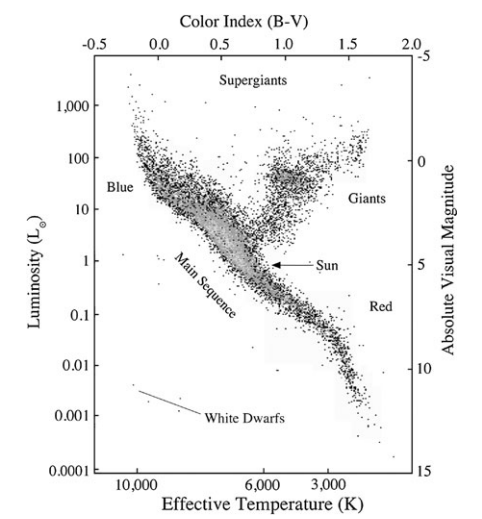 Color Index (B-V)
-0.5 0.0 0.5 1.0 1.5 2.0
-5
Supergiants
1,000
100
0
Blue
Giants
10
Luminosity (L⊙)
Absolute Visual Magnitude
1
Sun
5
Main Sequence
Red
0.1
0.01
10
0.001
White Dwarfs
0.0001
15
10,000 6,000 3,000
Effective Temperature (K)